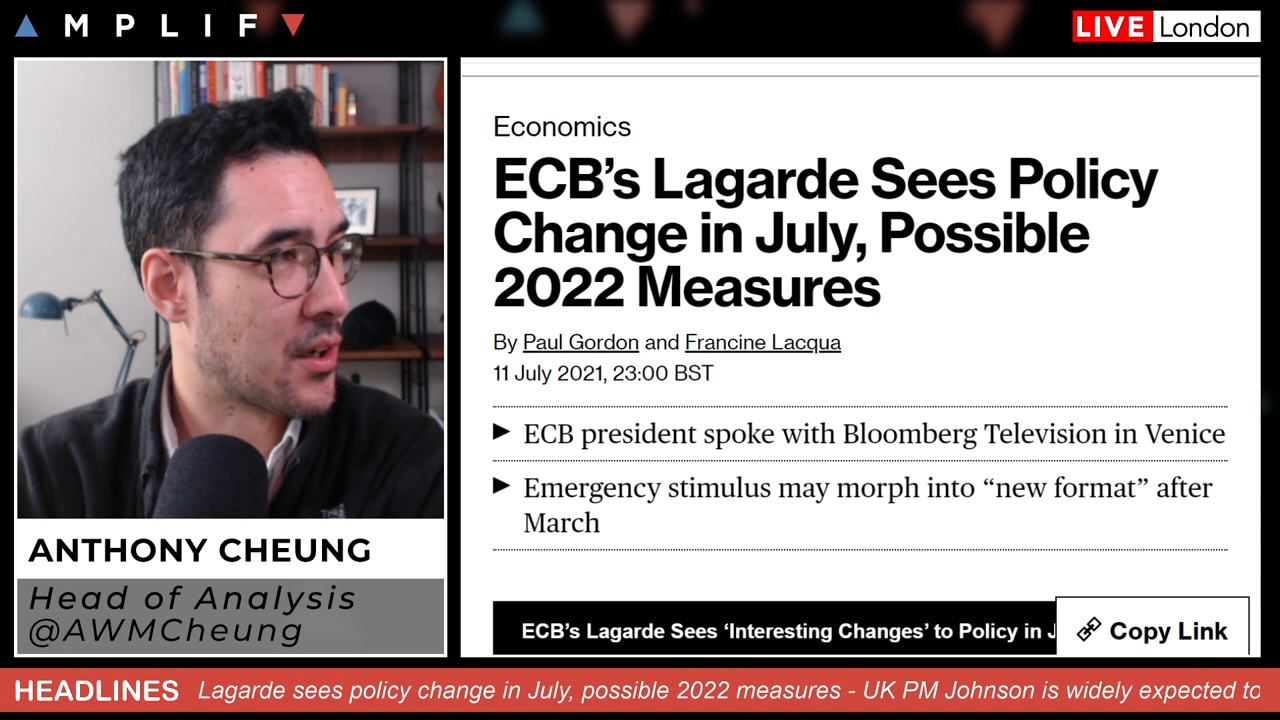 AMPLIFY
LIVE London
Economics
ECB’s Lagarde Sees Policy
Change in July, Possible
2022 Measures
By Paul Gordon and Francine Lacqua
11 July 2021, 23:00 BST
ECB president spoke with Bloomberg Television in Venice
Emergency stimulus may morph into “new format” after
March
ECB’s Lagarde Sees ‘Interesting Changes’ to Policy in J
Copy Link
ANTHONY CHEUNG
Head of Analysis
@AWMCheung
HEADLINES Lagarde sees policy change in July, possible 2022 measures - UK PM Johnson is widely expected to